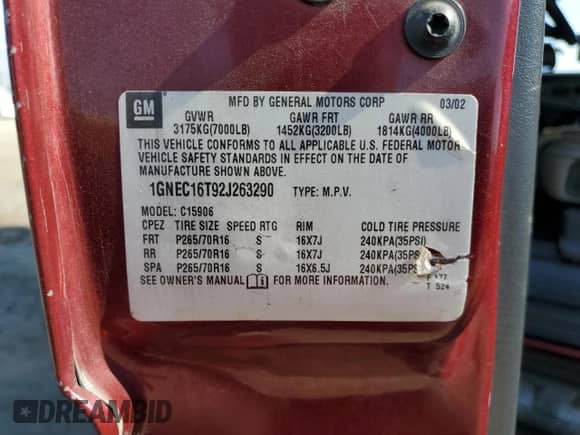 GM
MFD BY GENERAL MOTORS CORP 03/02
GVWR GAWR FRT GAWR RR
3175KG(7000LB) 1452KG(3200LB) 1814KG(4000LB)
THIS VEHICLE CONFORMS TO ALL APPLICABLE U.S. FEDERAL MOTOR
VEHICLE SAFETY STANDARDS IN EFFECT ON THE DATE OF
MANUFACTURE SHOWN ABOVE.
1GNEC16T92J263290 TYPE: M.P.V.
MODEL: C15906
CPEZ TIRE SIZE SPEED RTG RIM COLD TIRE PRESSURE
FRT P265/70R16 S 16X7J 240KPA(35PSI)
RR P265/70R16 S 16X7J 240KPA(35PSI
SPA P265/70R16 S 16X6.5J 240KPA(35PS
SEE OWNER'S MANUAL FOR MORE INFORMATION.
T 524
DREAMBID